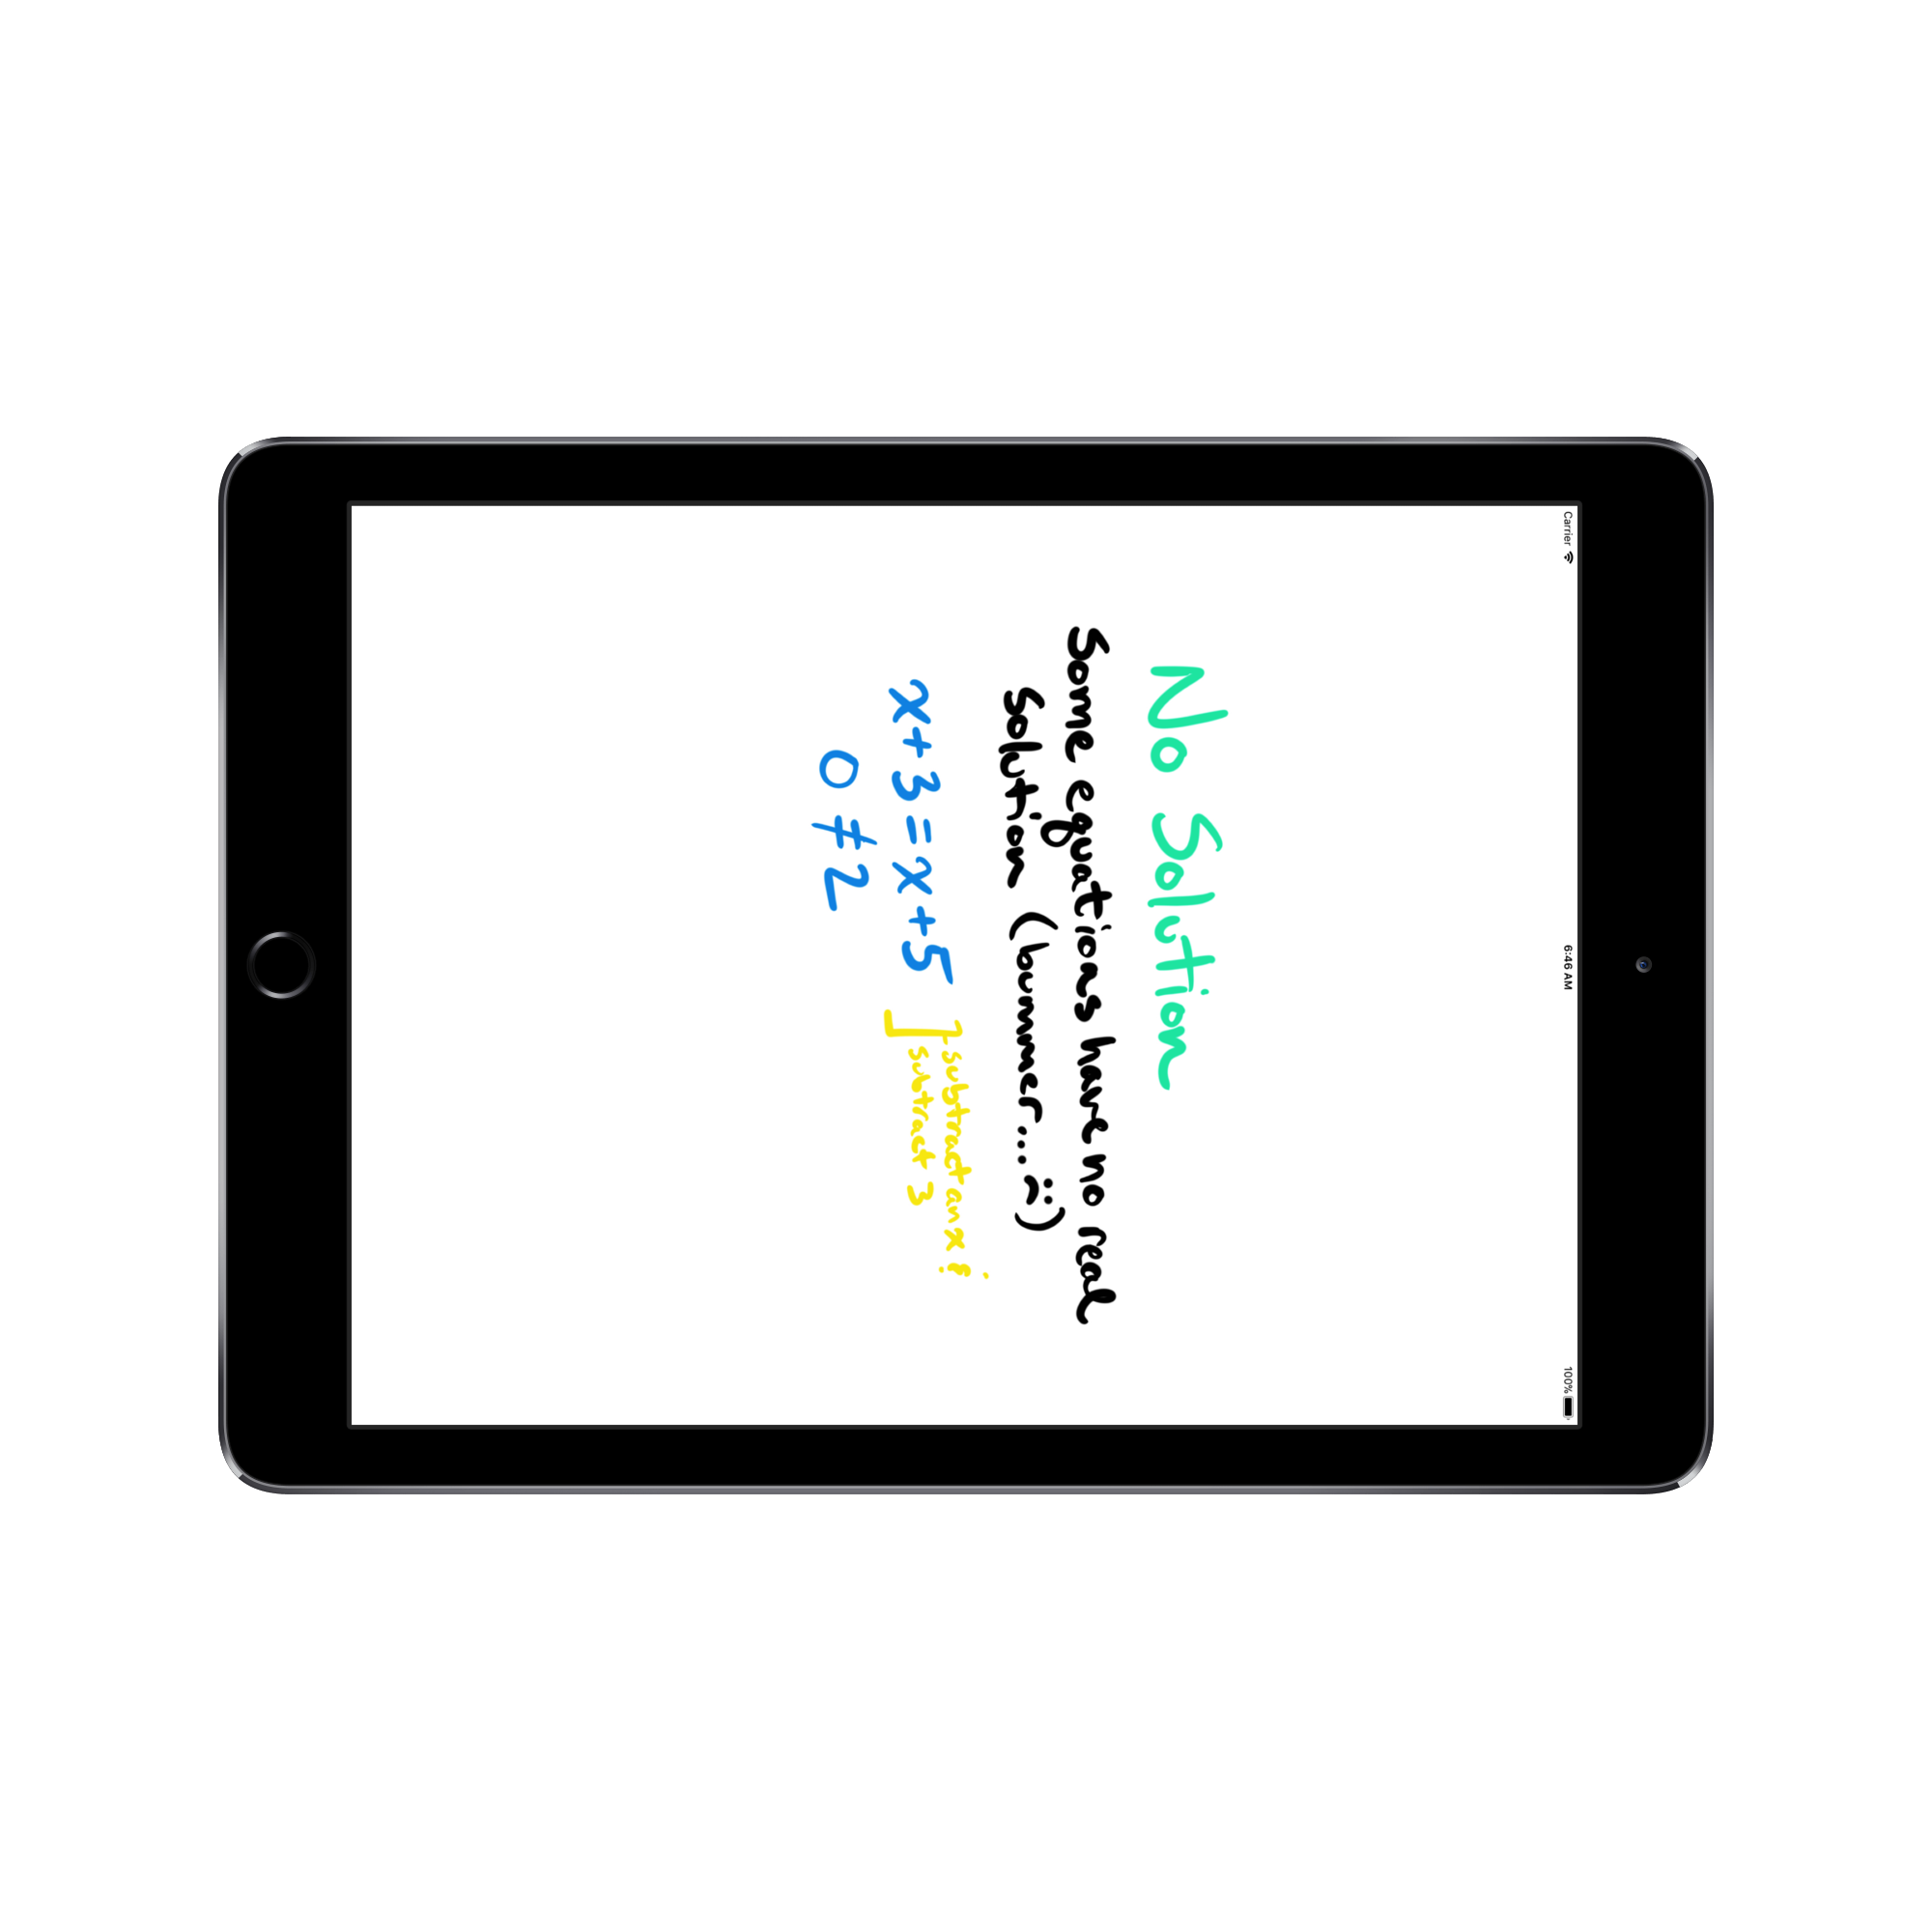 Carrier 6:46 AM 100%
No Solution
Some equations have no real
solution (bummer... :()
x+3=x+5 ] subtract an x &
subtract 3
0≠2